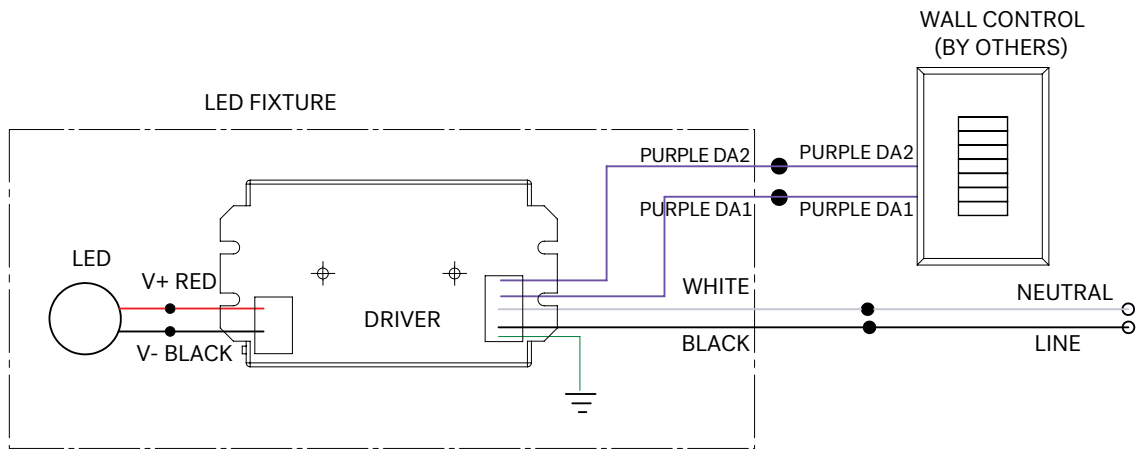 WALL CONTROL
(BY OTHERS)
LED FIXTURE
PURPLE DA2
PURPLE DA2
PURPLE DA1
PURPLE DA1
LED
V+ RED
WHITE
NEUTRAL
DRIVER
V- BLACK
BLACK
LINE